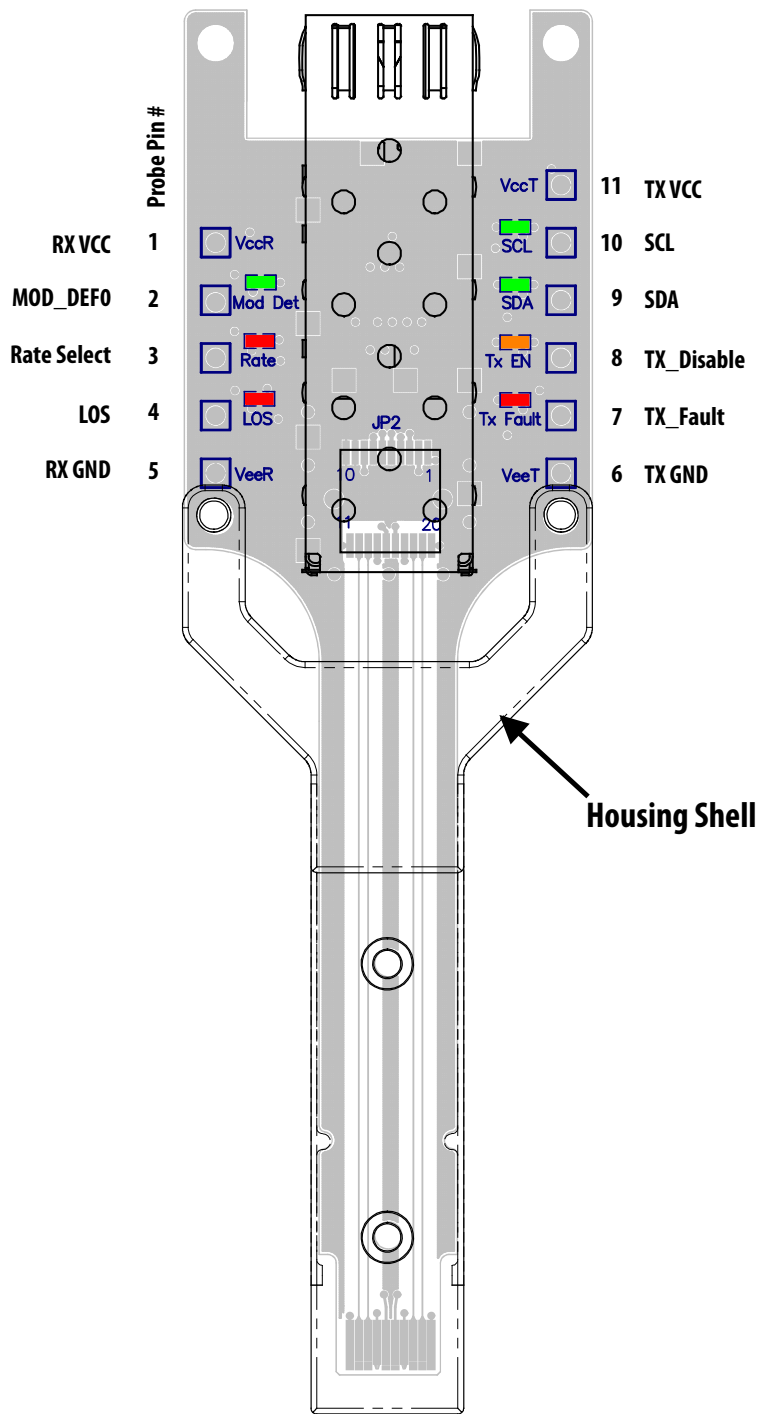 Probe Pin #
VccT 11 TX VCC
RX VCC 1 VccR
SCL 10 SCL
MOD_DEF0 2 Mod Det
SDA 9 SDA
Rate Select 3 Rate
Tx EN 8 TX_Disable
LOS 4 LOS
JP2
Tx Fault 7 TX_Fault
RX GND 5 VeeR
10 1
VeeT 6 TX GND
11 20
Housing Shell